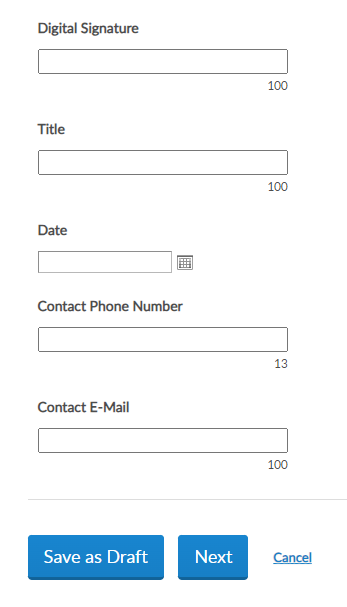 Digital Signature
100
Title
100
Date
Contact Phone Number
13
Contact E-Mail
100
Save as Draft Next Cancel